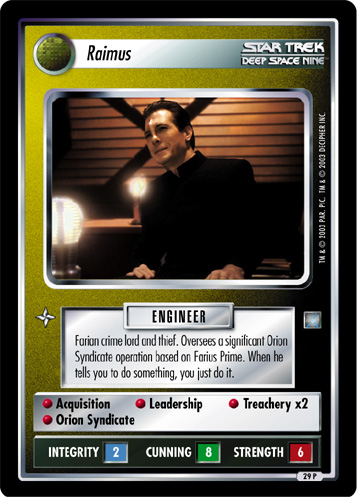 Raimus
STAR TREK
DEEP SPACE NINE
TM & © 2003 PAR. PIC. TM & © 2003 DECIPHER INC.
ENGINEER
Farian crime lord and thief. Oversees a significant Orion
Syndicate operation based on Farius Prime. When he
tells you to do something, you just do it.
Acquisition Leadership Treachery x2
Orion Syndicate
INTEGRITY 2 CUNNING 8 STRENGTH 6
29 P